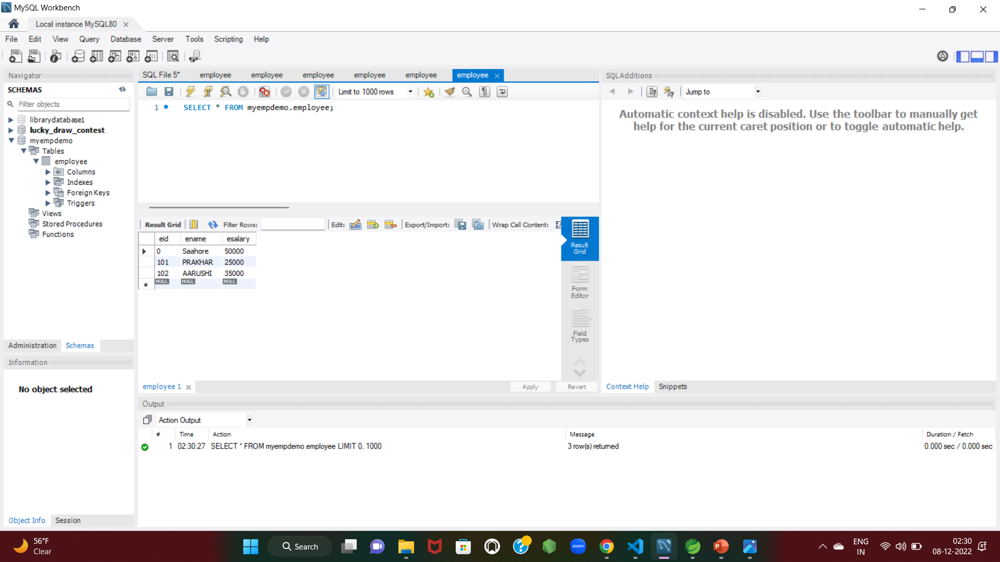 MySQL Workbench
Local instance MySQL80
File Edit View Query Database Server Tools Scripting Help
Navigator
SCHEMAS
Filter objects
librarydatabase1
lucky_draw_contest
myempdemo
Tables
employee
Columns
Indexes
Foreign Keys
Triggers
Views
Stored Procedures
Functions
Administration Schemas
Information
No object selected
Object Info Session
SQL File 5* employee employee employee employee employee employee
Limit to 1000 rows
1 SELECT * FROM myempdemo.employee;
Result Grid Filter Rows: Edit: Export/Import: Wrap Cell Content:
eid ename esalary
0 Saahore 50000
101 PRAKHAR 25000
102 AARUSHI 35000
NULL NULL NULL
Result
Grid
Form
Editor
Field
Types
employee 1 Apply Revert
SQLAdditions
Jump to
Automatic context help is disabled. Use the toolbar to manually get
help for the current caret position or to toggle automatic help.
Context Help Snippets
Output
Action Output
# Time Action Message Duration / Fetch
1 02:30:27 SELECT * FROM myempdemo.employee LIMIT 0, 1000 3 row(s) returned 0.000 sec / 0.000 sec
56°F
Clear
Search
zoom
ENG
IN
02:30
08-12-2022